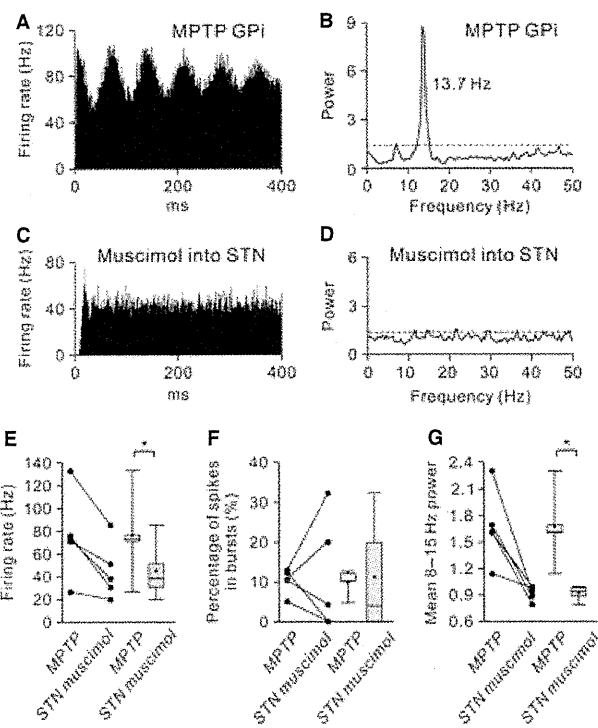 A
MPTP GPi
Firing rate (Hz)
120
80
40
0
0
200
400
ms
B
MPTP GPi
Power
9
6
3
0
13.7 Hz
0
10
20
30
40
50
Frequency (Hz)
C
Muscimol into STN
Firing rate (Hz)
80
40
0
0
200
400
ms
D
Muscimol into STN
Power
6
3
0
0
10
20
30
40
50
Frequency (Hz)
E
Firing rate (Hz)
140
120
100
80
60
40
20
0
*
MPTP
STN muscimol
MPTP
STN muscimol
F
Percentage of spikes
in bursts (%)
40
30
20
10
0
MPTP
STN muscimol
MPTP
STN muscimol
G
Mean 8–15 Hz power
2.4
2.1
1.8
1.5
1.2
0.9
0.6
*
MPTP
STN muscimol
MPTP
STN muscimol